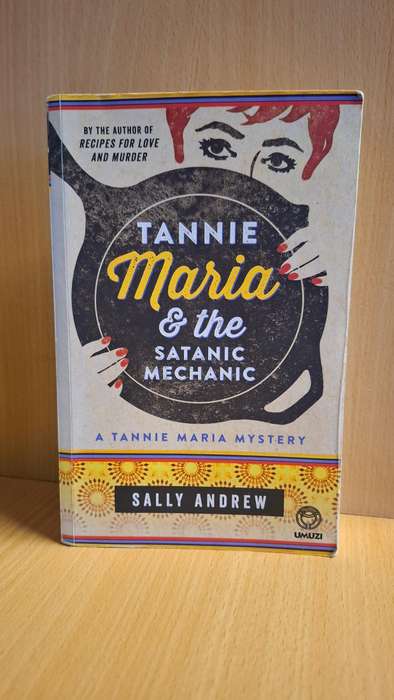 BY THE AUTHOR OF
RECIPES FOR LOVE
AND MURDER
TANNIE
Maria
& the
SATANIC
MECHANIC
A TANNIE MARIA MYSTERY
SALLY ANDREW
UMUZI